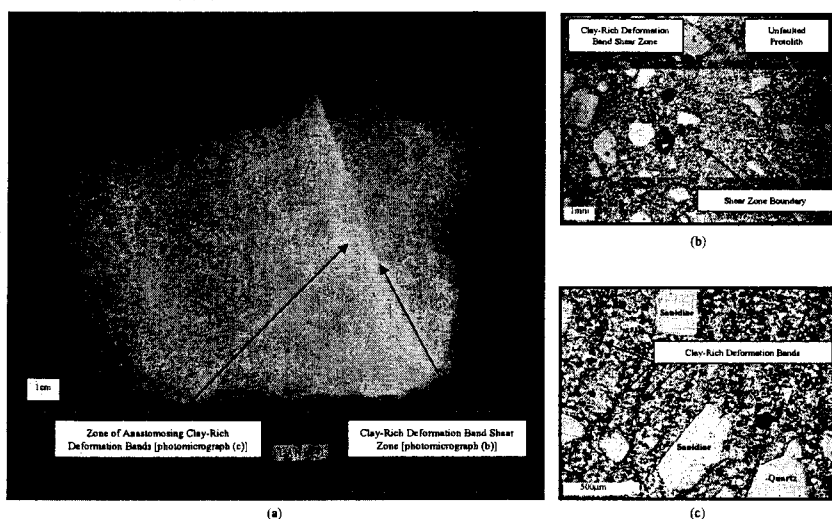 1cm
Zone of Anastomosing Clay-Rich
Deformation Bands [photomicrograph (c)]
Clay-Rich Deformation Band Shear
Zone [photomicrograph (b)]
(a)
Clay-Rich Deformation
Band Shear Zone
Unfaulted
Protolith
Shear Zone Boundary
1mm
(b)
Sanidine
Clay-Rich Deformation Bands
Sanidine
Quartz
500µm
(c)